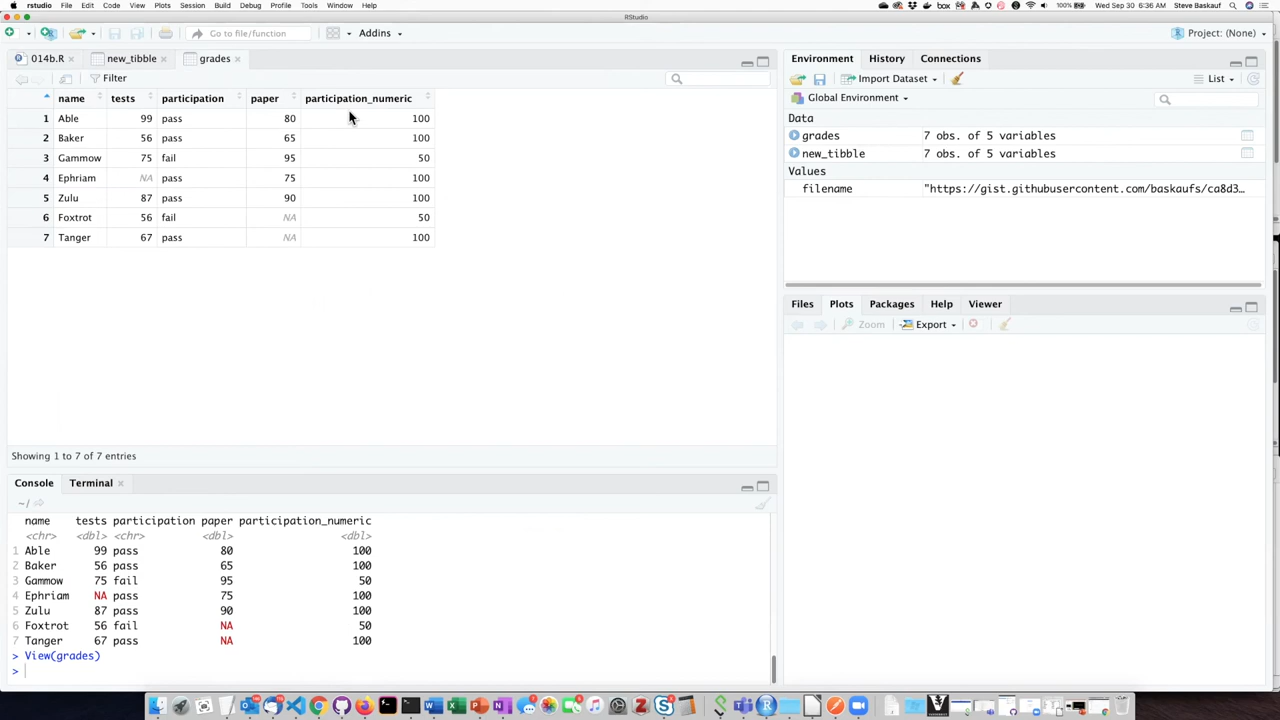 rstudio File Edit Code View Plots Session Build Debug Profile Tools Window Help
box 100% Wed Sep 30 6:36 AM Steve Baskauf
RStudio
Go to file/function Addins Project: (None)
014b.R new_tibble grades
Filter
name tests participation paper participation_numeric
1 Able 99 pass 80 100
2 Baker 56 pass 65 100
3 Gammow 75 fail 95 50
4 Ephriam NA pass 75 100
5 Zulu 87 pass 90 100
6 Foxtrot 56 fail NA 50
7 Tanger 67 pass NA 100
Showing 1 to 7 of 7 entries
Console Terminal
~/
name tests participation paper participation_numeric
<chr> <dbl> <chr> <dbl> <dbl>
1 Able 99 pass 80 100
2 Baker 56 pass 65 100
3 Gammow 75 fail 95 50
4 Ephriam NA pass 75 100
5 Zulu 87 pass 90 100
6 Foxtrot 56 fail NA 50
7 Tanger 67 pass NA 100
> View(grades)
>
Environment History Connections
Import Dataset List
Global Environment
Data
grades 7 obs. of 5 variables
new_tibble 7 obs. of 5 variables
Values
filename "https://gist.githubusercontent.com/baskaufs/ca8d3…
Files Plots Packages Help Viewer
Zoom Export